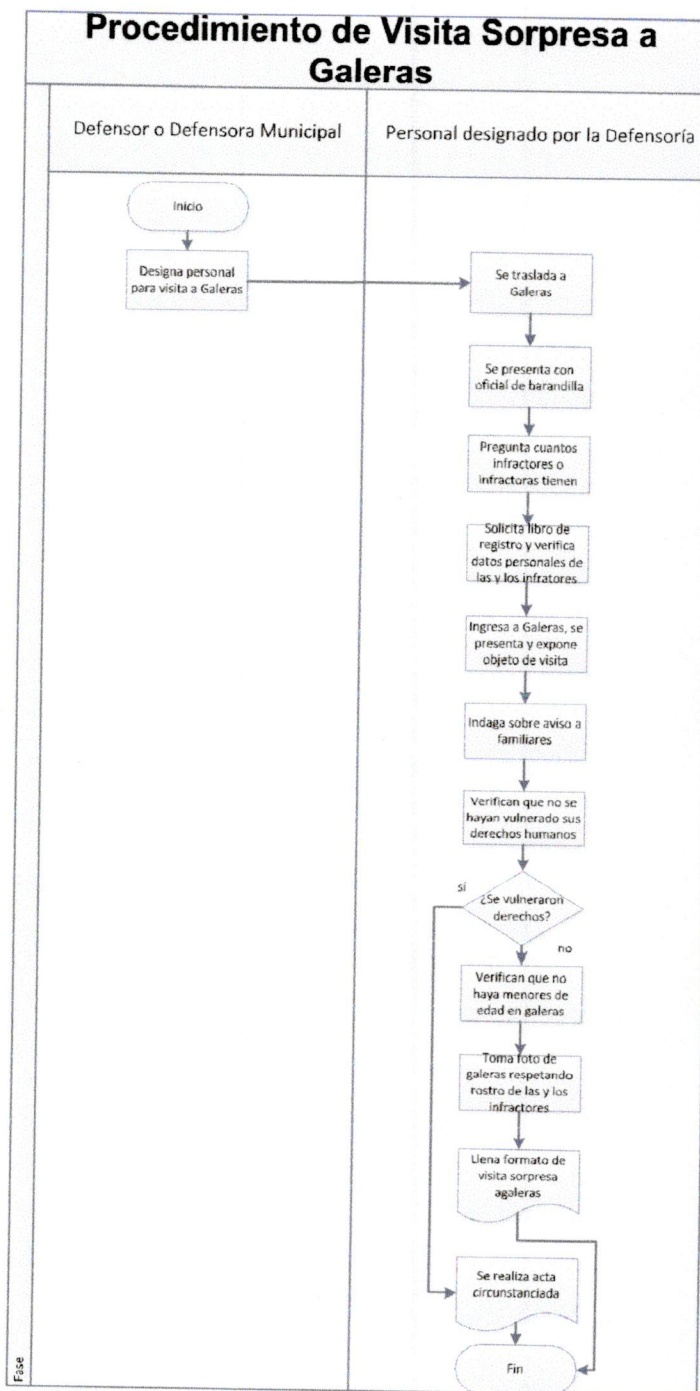 Procedimiento de Visita Sorpresa a
Galeras
Defensor o Defensora Municipal
Personal designado por la Defensoría
Inicio
Designa personal
para visita a Galeras
Se traslada a
Galeras
Se presenta con
oficial de barandilla
Pregunta cuantos
infractores o
infractoras tienen
Solicita libro de
registro y verifica
datos personales de
las y los infratores
Ingresa a Galeras, se
presenta y expone
objeto de visita
Indaga sobre aviso a
familiares
Verifican que no se
hayan vulnerado sus
derechos humanos
sí
¿Se vulneraron
derechos?
no
Verifican que no
haya menores de
edad en galeras
Toma foto de
galeras respetando
rostro de las y los
infractores
Llena formato de
visita sorpresa
agaleras
Se realiza acta
circunstanciada
Fin
Fase